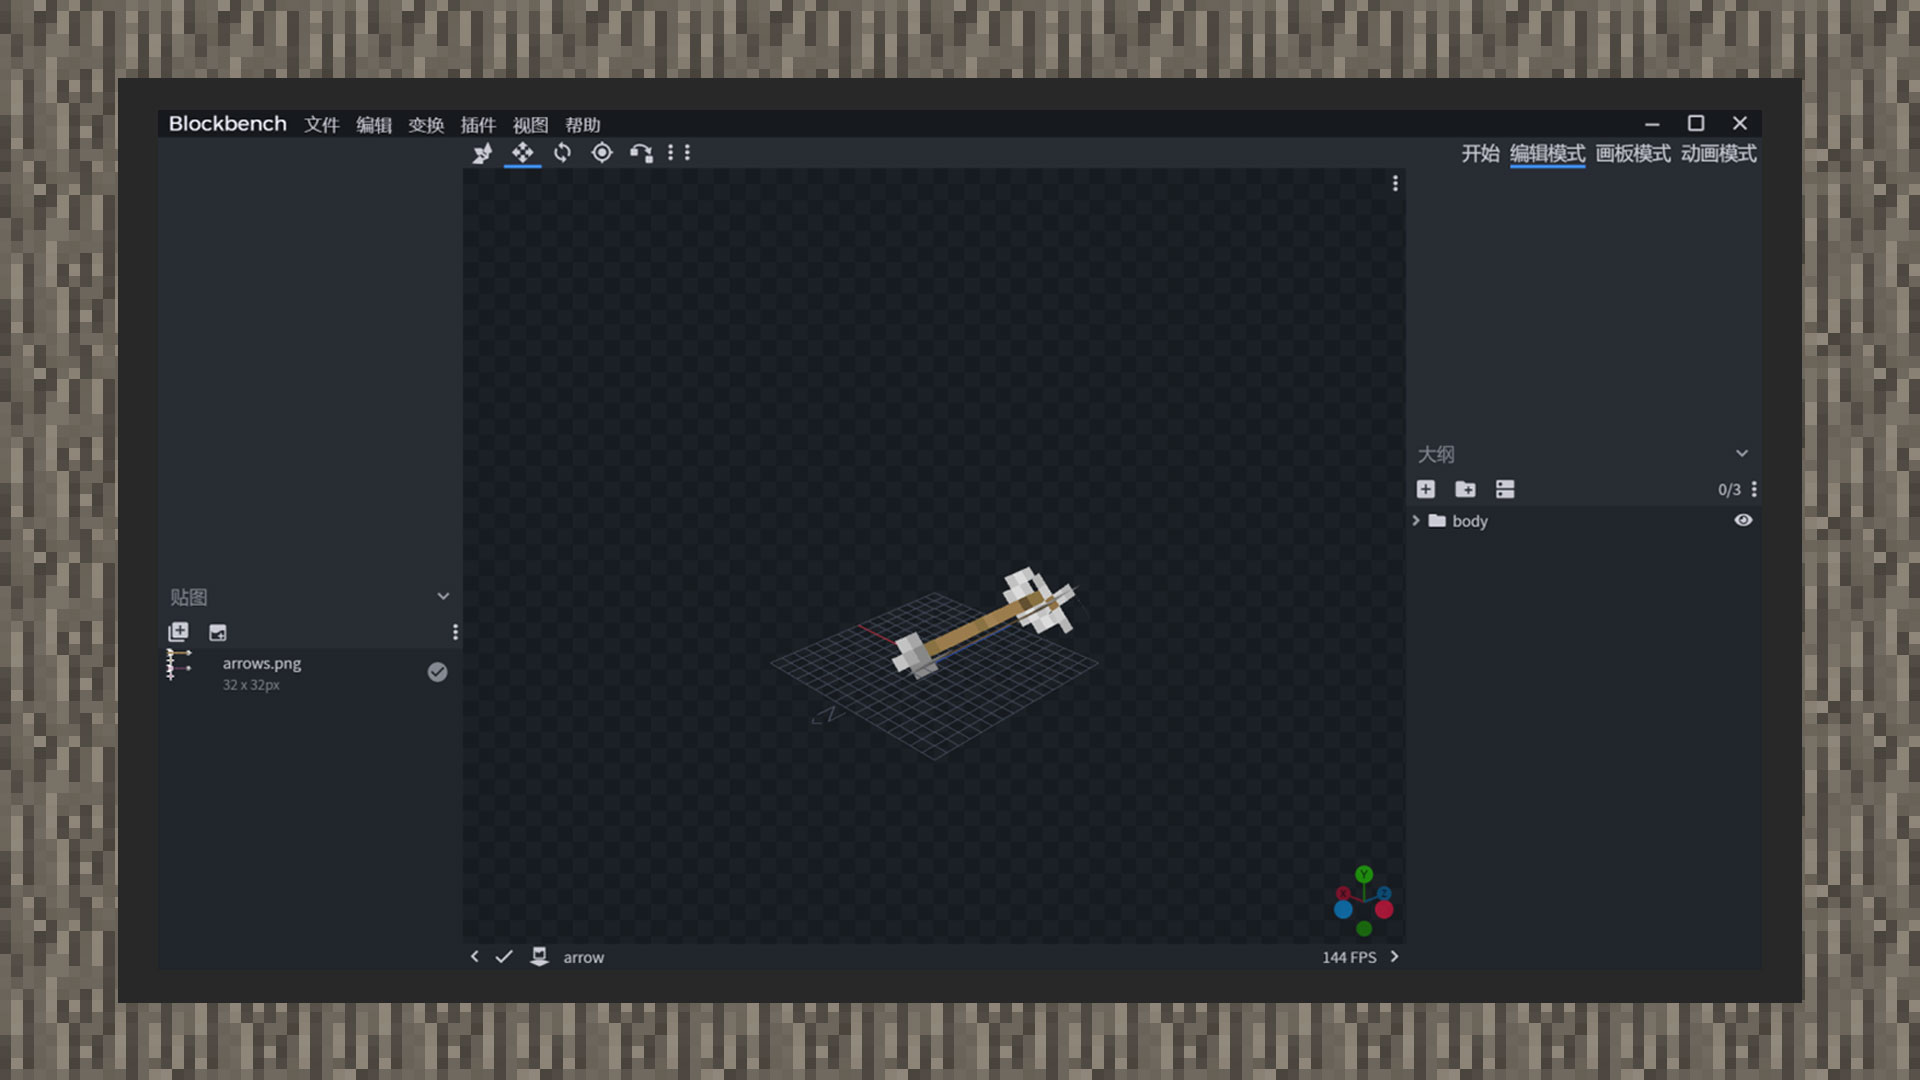 Blockbench 文件 编辑 变换 插件 视图 帮助
开始 编辑模式 画板模式 动画模式
大纲
0/3
body
贴图
arrows.png
32 x 32px
Y
X
Z
arrow
144 FPS